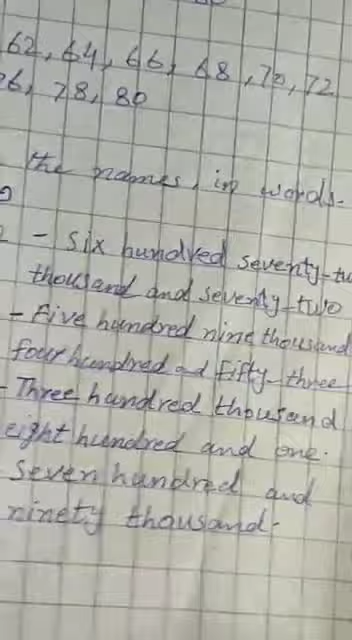 62, 64, 66, 68, 70, 72
76, 78, 80
the names, in words.
- Six hundred seventy-tw
thousand and seventy-two
- Five hundred nine thousand
four hundred and fifty-three
- Three hundred thousand
eight hundred and one.
seven hundred and
ninety thousand.